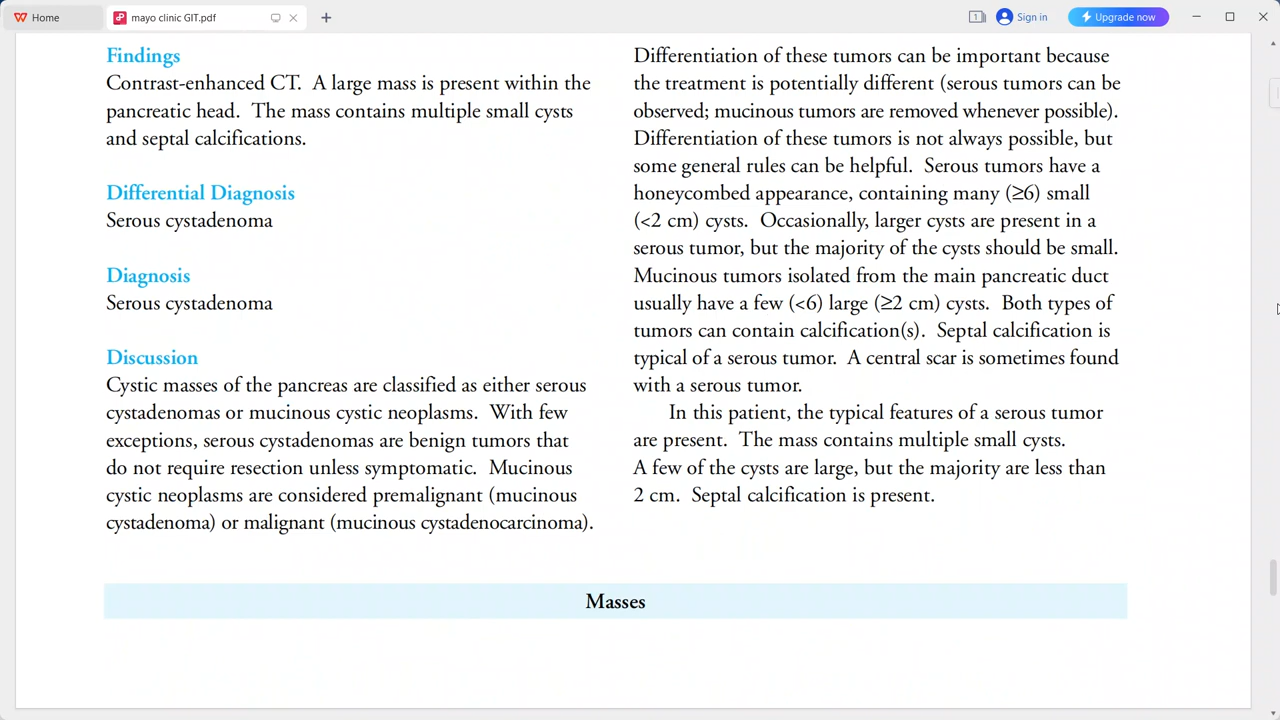 Home
mayo clinic GIT.pdf
1
Sign in
Upgrade now
Findings
Contrast-enhanced CT. A large mass is present within the
pancreatic head. The mass contains multiple small cysts
and septal calcifications.
Differential Diagnosis
Serous cystadenoma
Diagnosis
Serous cystadenoma
Discussion
Cystic masses of the pancreas are classified as either serous
cystadenomas or mucinous cystic neoplasms. With few
exceptions, serous cystadenomas are benign tumors that
do not require resection unless symptomatic. Mucinous
cystic neoplasms are considered premalignant (mucinous
cystadenoma) or malignant (mucinous cystadenocarcinoma).
Differentiation of these tumors can be important because
the treatment is potentially different (serous tumors can be
observed; mucinous tumors are removed whenever possible).
Differentiation of these tumors is not always possible, but
some general rules can be helpful. Serous tumors have a
honeycombed appearance, containing many (≥6) small
(<2 cm) cysts. Occasionally, larger cysts are present in a
serous tumor, but the majority of the cysts should be small.
Mucinous tumors isolated from the main pancreatic duct
usually have a few (<6) large (≥2 cm) cysts. Both types of
tumors can contain calcification(s). Septal calcification is
typical of a serous tumor. A central scar is sometimes found
with a serous tumor.
In this patient, the typical features of a serous tumor
are present. The mass contains multiple small cysts.
A few of the cysts are large, but the majority are less than
2 cm. Septal calcification is present.
Masses